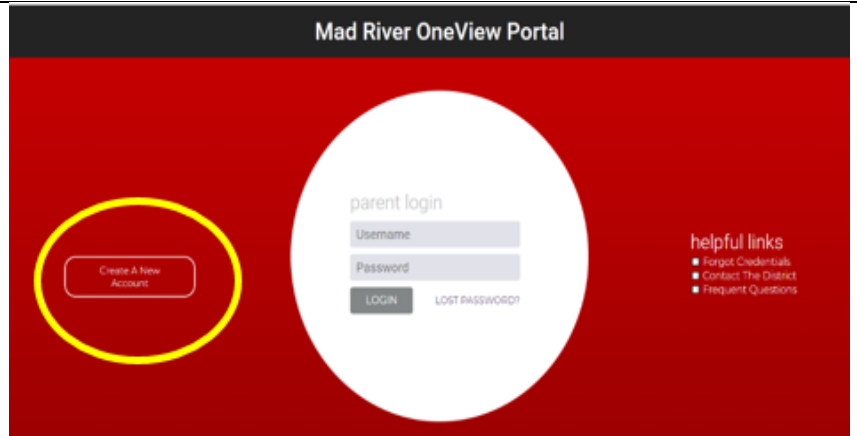 Mad River OneView Portal
Create A New
Account
parent login
Username
Password
LOGIN
LOST PASSWORD?
helpful links
Forgot Credentials
Contact The District
Frequent Questions